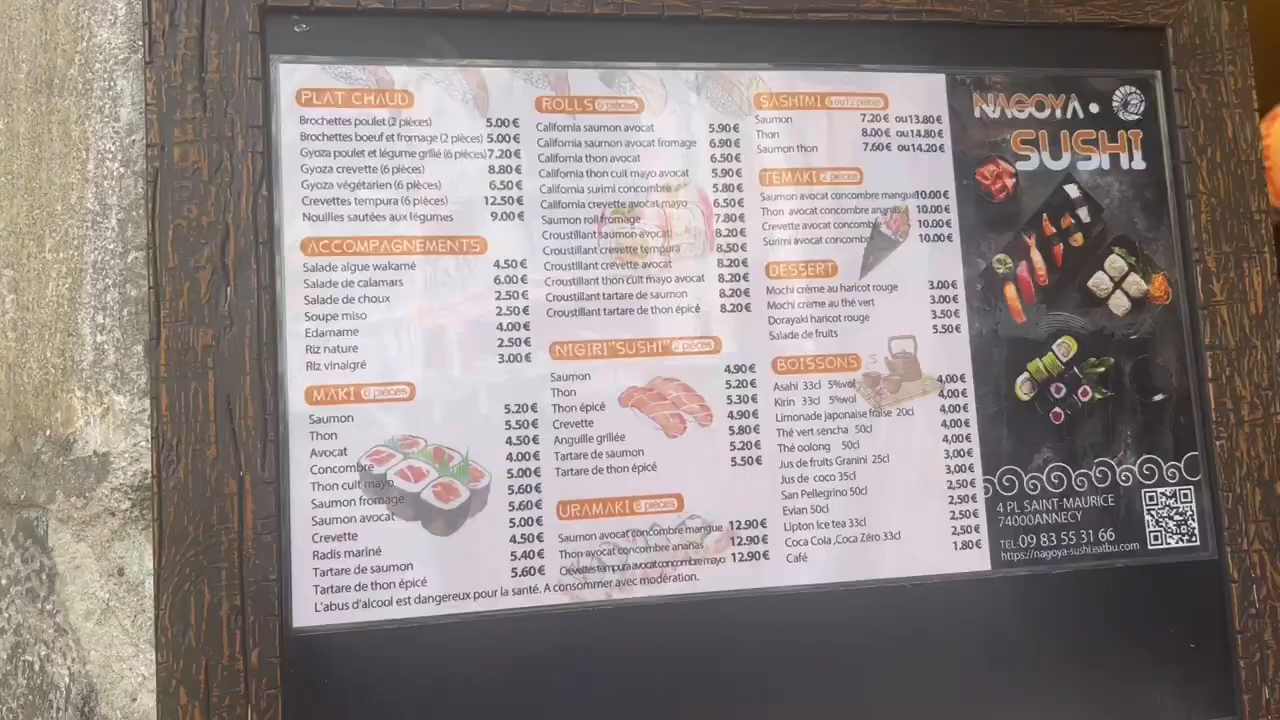 PLAT CHAUD
Brochettes poulet (2 pièces) 5.00 €
Brochettes boeuf et fromage (2 pièces) 5.00 €
Gyoza poulet et légume grillé (6 pièces) 7.20 €
Gyoza crevette (6 pièces) 8.80 €
Gyoza végétarien (6 pièces) 6.50 €
Crevettes tempura (6 pièces) 12.50 €
Nouilles sautées aux légumes 9.00 €
ACCOMPAGNEMENTS
Salade algue wakamé 4.50 €
Salade de calamars 6.00 €
Salade de choux 2.50 €
Soupe miso 2.50 €
Edamame 4.00 €
Riz nature 2.50 €
RIz vinaigré 3.00 €
MAKI 6 pièces
Saumon 5.20 €
Thon 5.50 €
Avocat 4.50 €
Concombre 4.00 €
Thon cuit mayo 5.00 €
Saumon fromage 5.60 €
Saumon avocat 5.60 €
Crevette 5.00 €
Radis mariné 4.50 €
Tartare de saumon 5.40 €
Tartare de thon épicé 5.60 €
L'abus d'alcool est dangereux pour la santé. A consommer avec modération.
ROLLS 6 pièces
California saumon avocat 5.90 €
California saumon avocat fromage 6.90 €
California thon avocat 6.50 €
California thon cuit mayo avocat 5.90 €
California surimi concombre 5.80 €
California crevette avocat mayo 6.50 €
Saumon roll fromage 7.80 €
Croustillant saumon avocat 8.20 €
Croustillant crevette tempura 8.50 €
Croustillant crevette avocat 8.20 €
Croustillant thon cuit mayo avocat 8.20 €
Croustillant tartare de saumon 8.20 €
Croustillant tartare de thon épicé 8.20 €
NIGIRI"SUSHI" 2 pièces
Saumon 4.90 €
Thon 5.20 €
Thon épicé 5.30 €
Crevette 4.90 €
Anguille grillée 5.80 €
Tartare de saumon 5.20 €
Tartare de thon épicé 5.50 €
URAMAKI 8 pièces
Saumon avocat concombre mangue 12.90 €
Thon avocat concombre ananas 12.90 €
Crevettes tempura avocat concombre mayo 12.90 €
SASHIMI 6 ou 12 pièces
Saumon 7.20 € ou 13.80 €
Thon 8.00 € ou 14.80 €
Saumon thon 7.60 € ou 14.20 €
TEMAKI 2 pièces
Saumon avocat concombre mangue 10.00 €
Thon avocat concombre ananas 10.00 €
Crevette avocat concombre 10.00 €
Surimi avocat concombre 10.00 €
DESSERT
Mochi crème au haricot rouge 3.00 €
Mochi crème au thé vert 3.00 €
Dorayaki haricot rouge 3.50 €
Salade de fruits 5.50 €
BOISSONS
Asahi 33cl 5%vol 4,00 €
Kirin 33cl 5%vol 4,00 €
Limonade japonaise fraise 20cl 4,00 €
Thé vert sencha 50cl 4,00 €
Thé oolong 50cl 4,00 €
Jus de fruits Granini 25cl 3,00 €
Jus de coco 35cl 3,00 €
San Pellegrino 50cl 2,50 €
Evian 50cl 2,50 €
Lipton Ice tea 33cl 2,50 €
Coca Cola ,Coca Zéro 33cl 2,50 €
Café 1.80 €
NAGOYA
SUSHI
4 PL SAINT-MAURICE
74000ANNECY
TEL:09 83 55 31 66
https://nagoya-sushi.eatbu.com